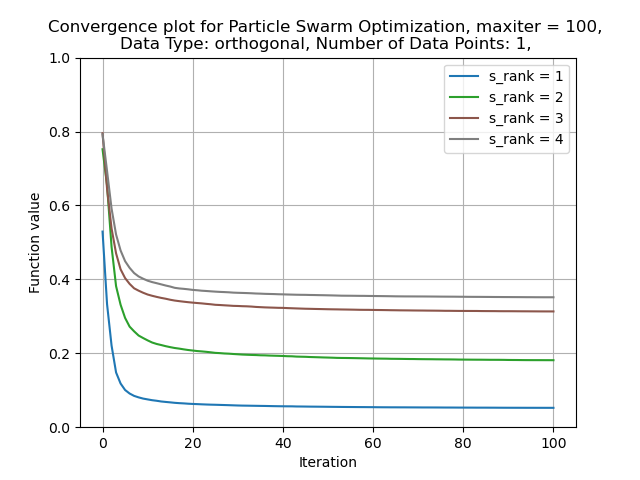 Convergence plot for Particle Swarm Optimization, maxiter = 100,
Data Type: orthogonal, Number of Data Points: 1,
1.0
0.8
0.6
0.4
0.2
0.0
Function value
s_rank = 1
s_rank = 2
s_rank = 3
s_rank = 4
0 20 40 60 80 100
Iteration